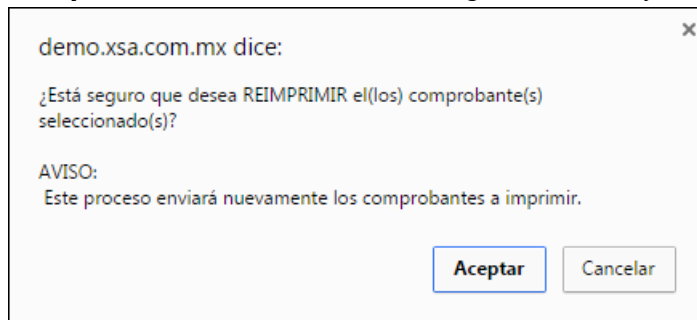 demo.xsa.com.mx dice:
¿Está seguro que desea REIMPRIMIR el(los) comprobante(s)
seleccionado(s)?
AVISO:
Este proceso enviará nuevamente los comprobantes a imprimir.
Aceptar
Cancelar